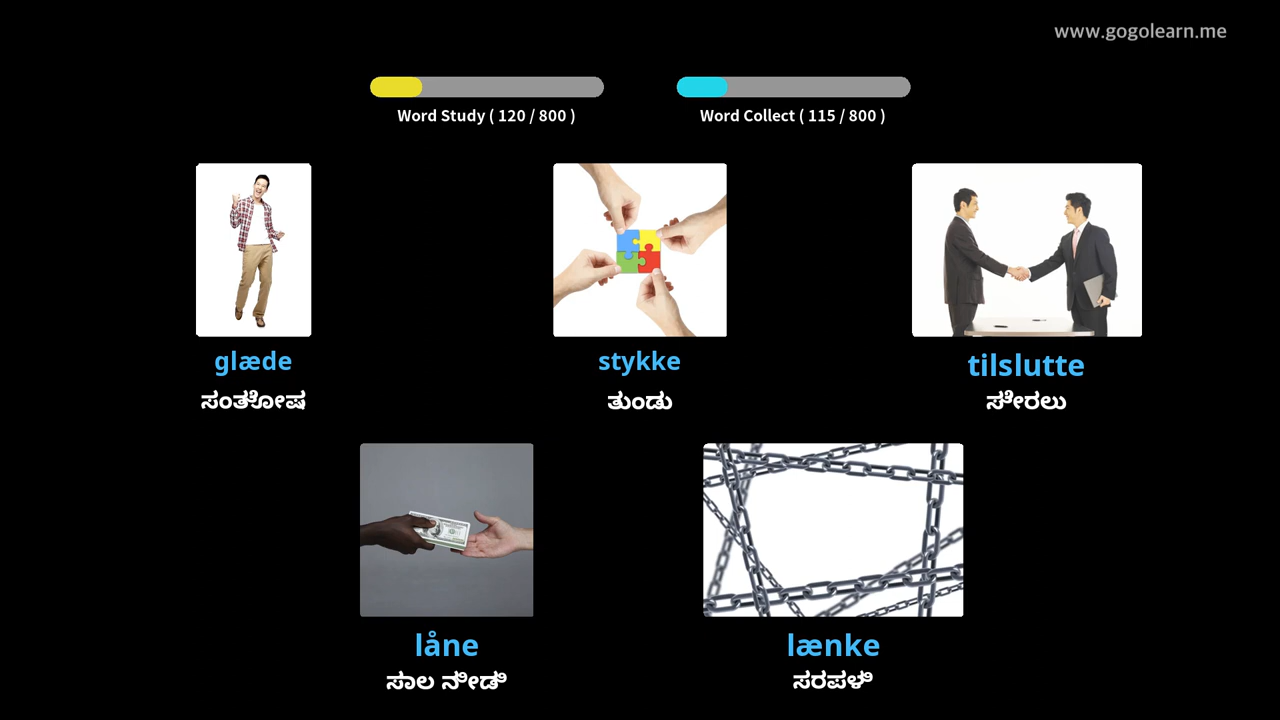 www.gogolearn.me
Word Study ( 120 / 800 )
Word Collect ( 115 / 800 )
glæde
stykke
tilslutte
ಸಂತೋಷ
ತುಂಡು
ಸೇರಲು
låne
lænke
ಸಾಲ ನೀಡಿ
ಸರಪಳಿ